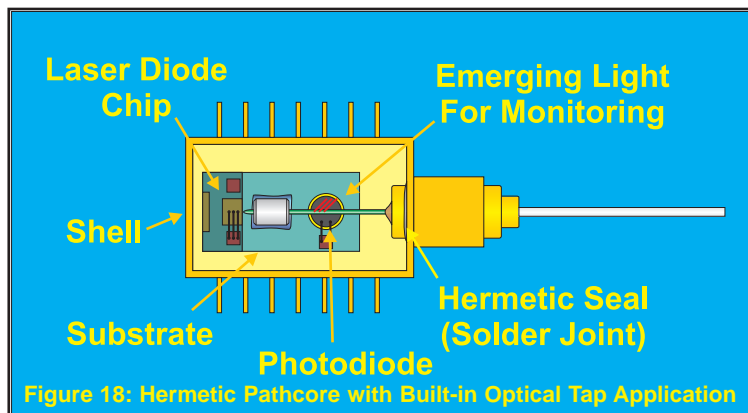 Laser Diode
Chip
Emerging Light
For Monitoring
Shell
Substrate
Photodiode
Hermetic Seal
(Solder Joint)
Figure 18: Hermetic Pathcore with Built-in Optical Tap Application